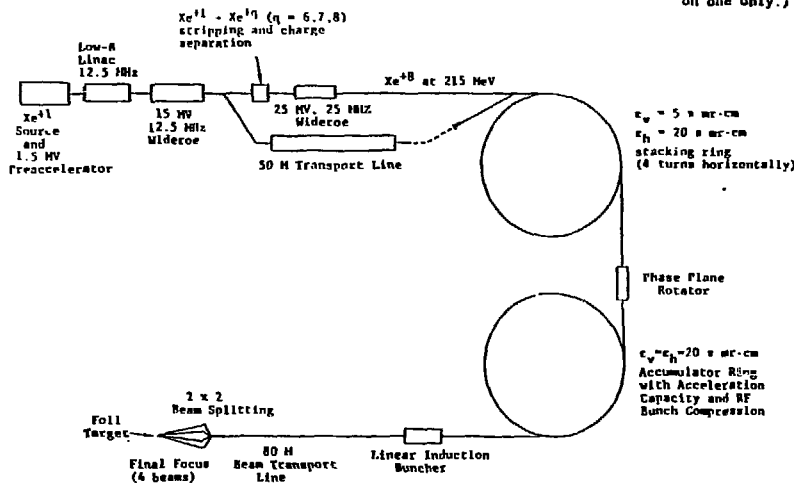 on one only.)
Xe+1 - Xe+q (q = 6,7,8)
stripping and charge
separation
Low-β
Linac
12.5 MHz
Xe+8 at 215 MeV
Xe+1
Source
and
1.5 MV
Preaccelerator
15 MV
12.5 MHz
Wideroe
25 MV, 25 MHZ
Wideroe
50 M Transport Line
εv = 5 π mr-cm
εh = 20 π mr-cm
stacking ring
(4 turns horizontally)
Phase Plane
Rotator
εv=εh=20 π mr-cm
Accumulator Ring
with Acceleration
Capacity and RF
Bunch Compression
2 x 2
Beam Splitting
Foil
Target
Final Focus
(4 beams)
80 M
Beam Transport
Line
Linear Induction
Buncher